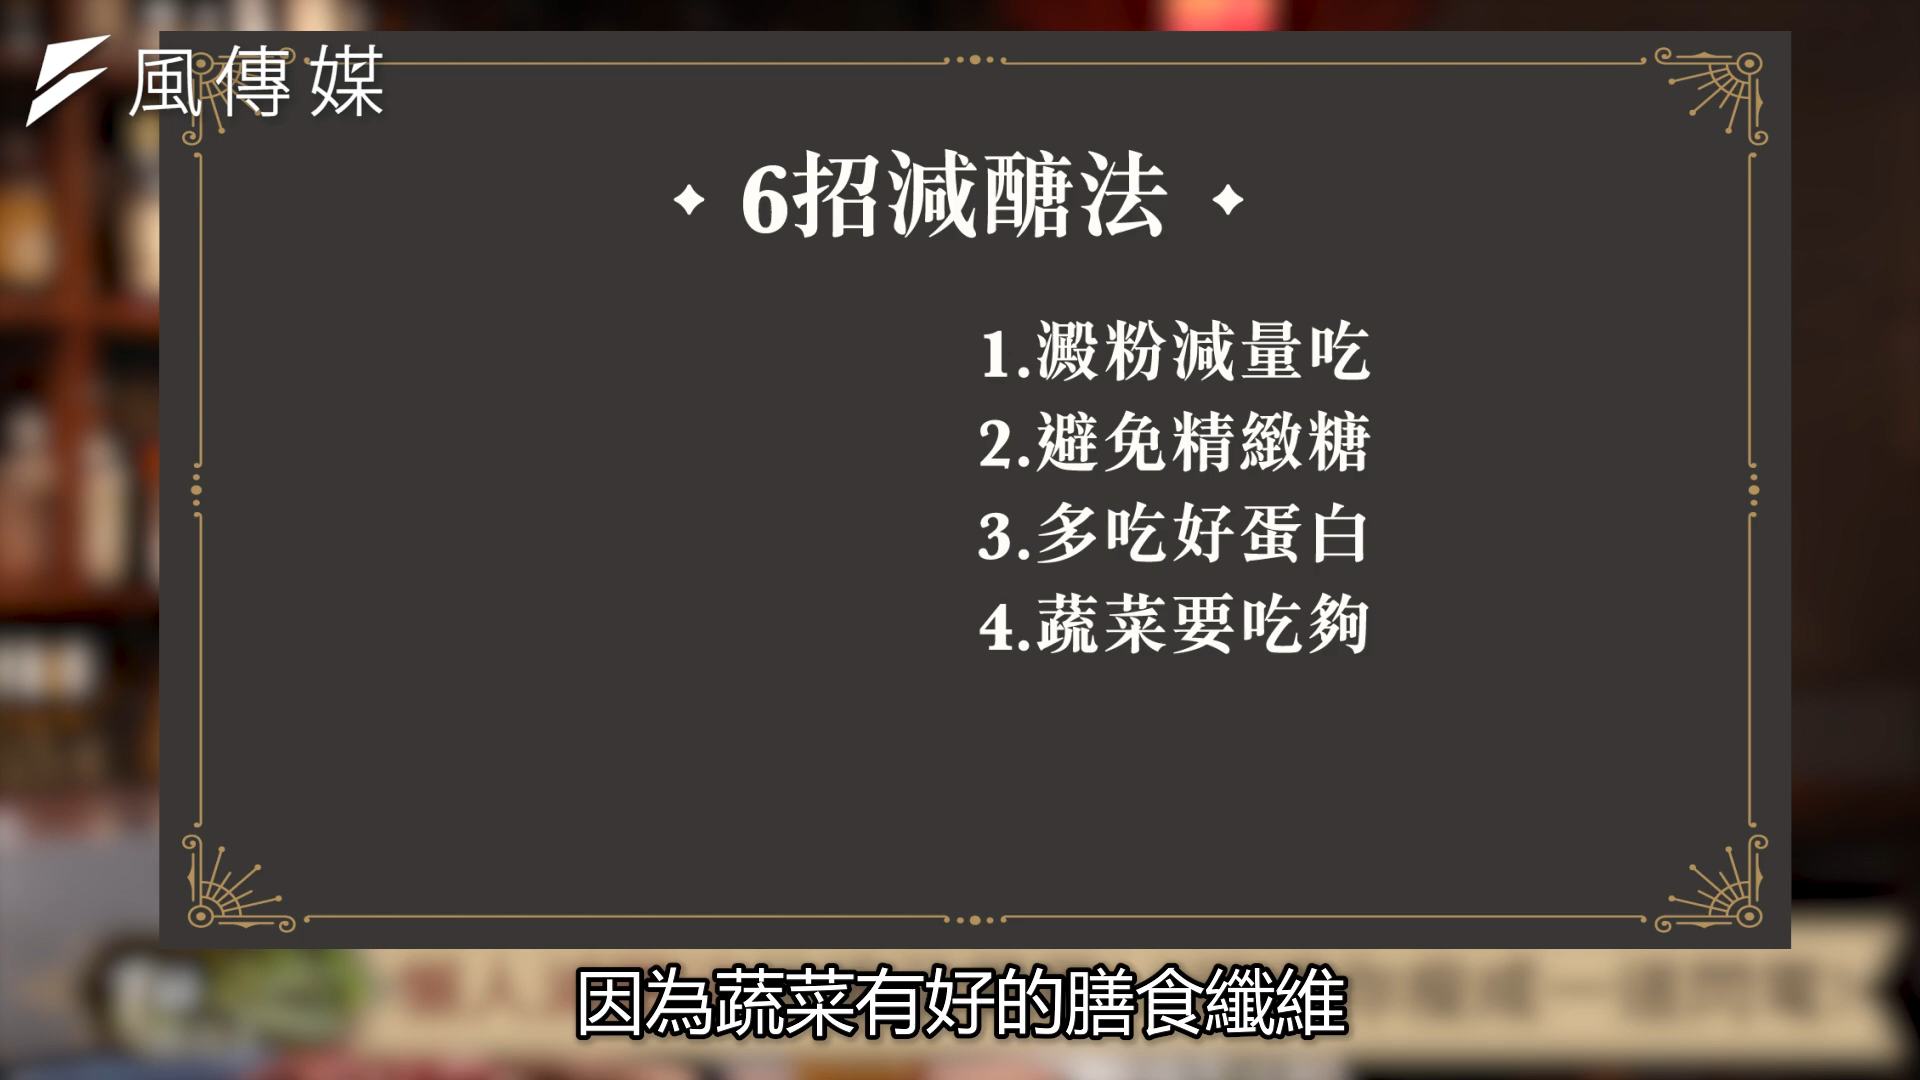 風傳媒
6招減醣法
1.澱粉減量吃
2.避免精緻糖
3.多吃好蛋白
4.蔬菜要吃夠
因為蔬菜有好的膳食纖維